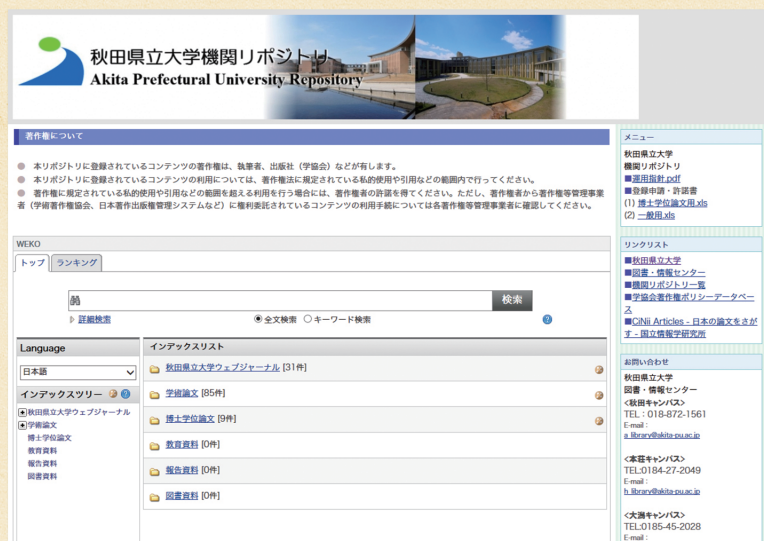 秋田県立大学機関リポジトリ
Akita Prefectural University Repository
著作権について
本リポジトリに登録されているコンテンツの著作権は、執筆者、出版社（学協会）などが有します。
本リポジトリに登録されているコンテンツの利用については、著作権法に規定されている私的使用や引用などの範囲内で行ってください。
著作権に規定されている私的使用や引用などの範囲を超える利用を行う場合には、著作権者の許諾を得てください。ただし、著作権者から著作権等管理事業
者（学術著作権協会、日本著作出版権管理システムなど）に権利委託されているコンテンツの利用手続については各著作権等管理事業者に確認してください。
WEKO
トップ ランキング
検索
詳細検索 全文検索 キーワード検索
Language
日本語
インデックスツリー
秋田県立大学ウェブジャーナル
学術論文
博士学位論文
教育資料
報告資料
図書資料
インデックスリスト
秋田県立大学ウェブジャーナル [31件]
学術論文 [85件]
博士学位論文 [9件]
教育資料 [0件]
報告資料 [0件]
図書資料 [0件]
メニュー
秋田県立大学
機関リポジトリ
■運用指針.pdf
■登録申請・許諾書
(1) 博士学位論文用.xls
(2) 一般用.xls
リンクリスト
■秋田県立大学
■図書・情報センター
■機関リポジトリ一覧
■学協会著作権ポリシーデータベー
ス
■CiNii Articles - 日本の論文をさが
す - 国立情報学研究所
お問い合わせ
秋田県立大学
図書・情報センター
<秋田キャンパス>
TEL：018-872-1561
E-mail：
a_library@akita-pu.ac.jp
<本荘キャンパス>
TEL:0184-27-2049
E-mail：
h_library@akita-pu.ac.jp
<大潟キャンパス>
TEL:0185-45-2028
E-mail：